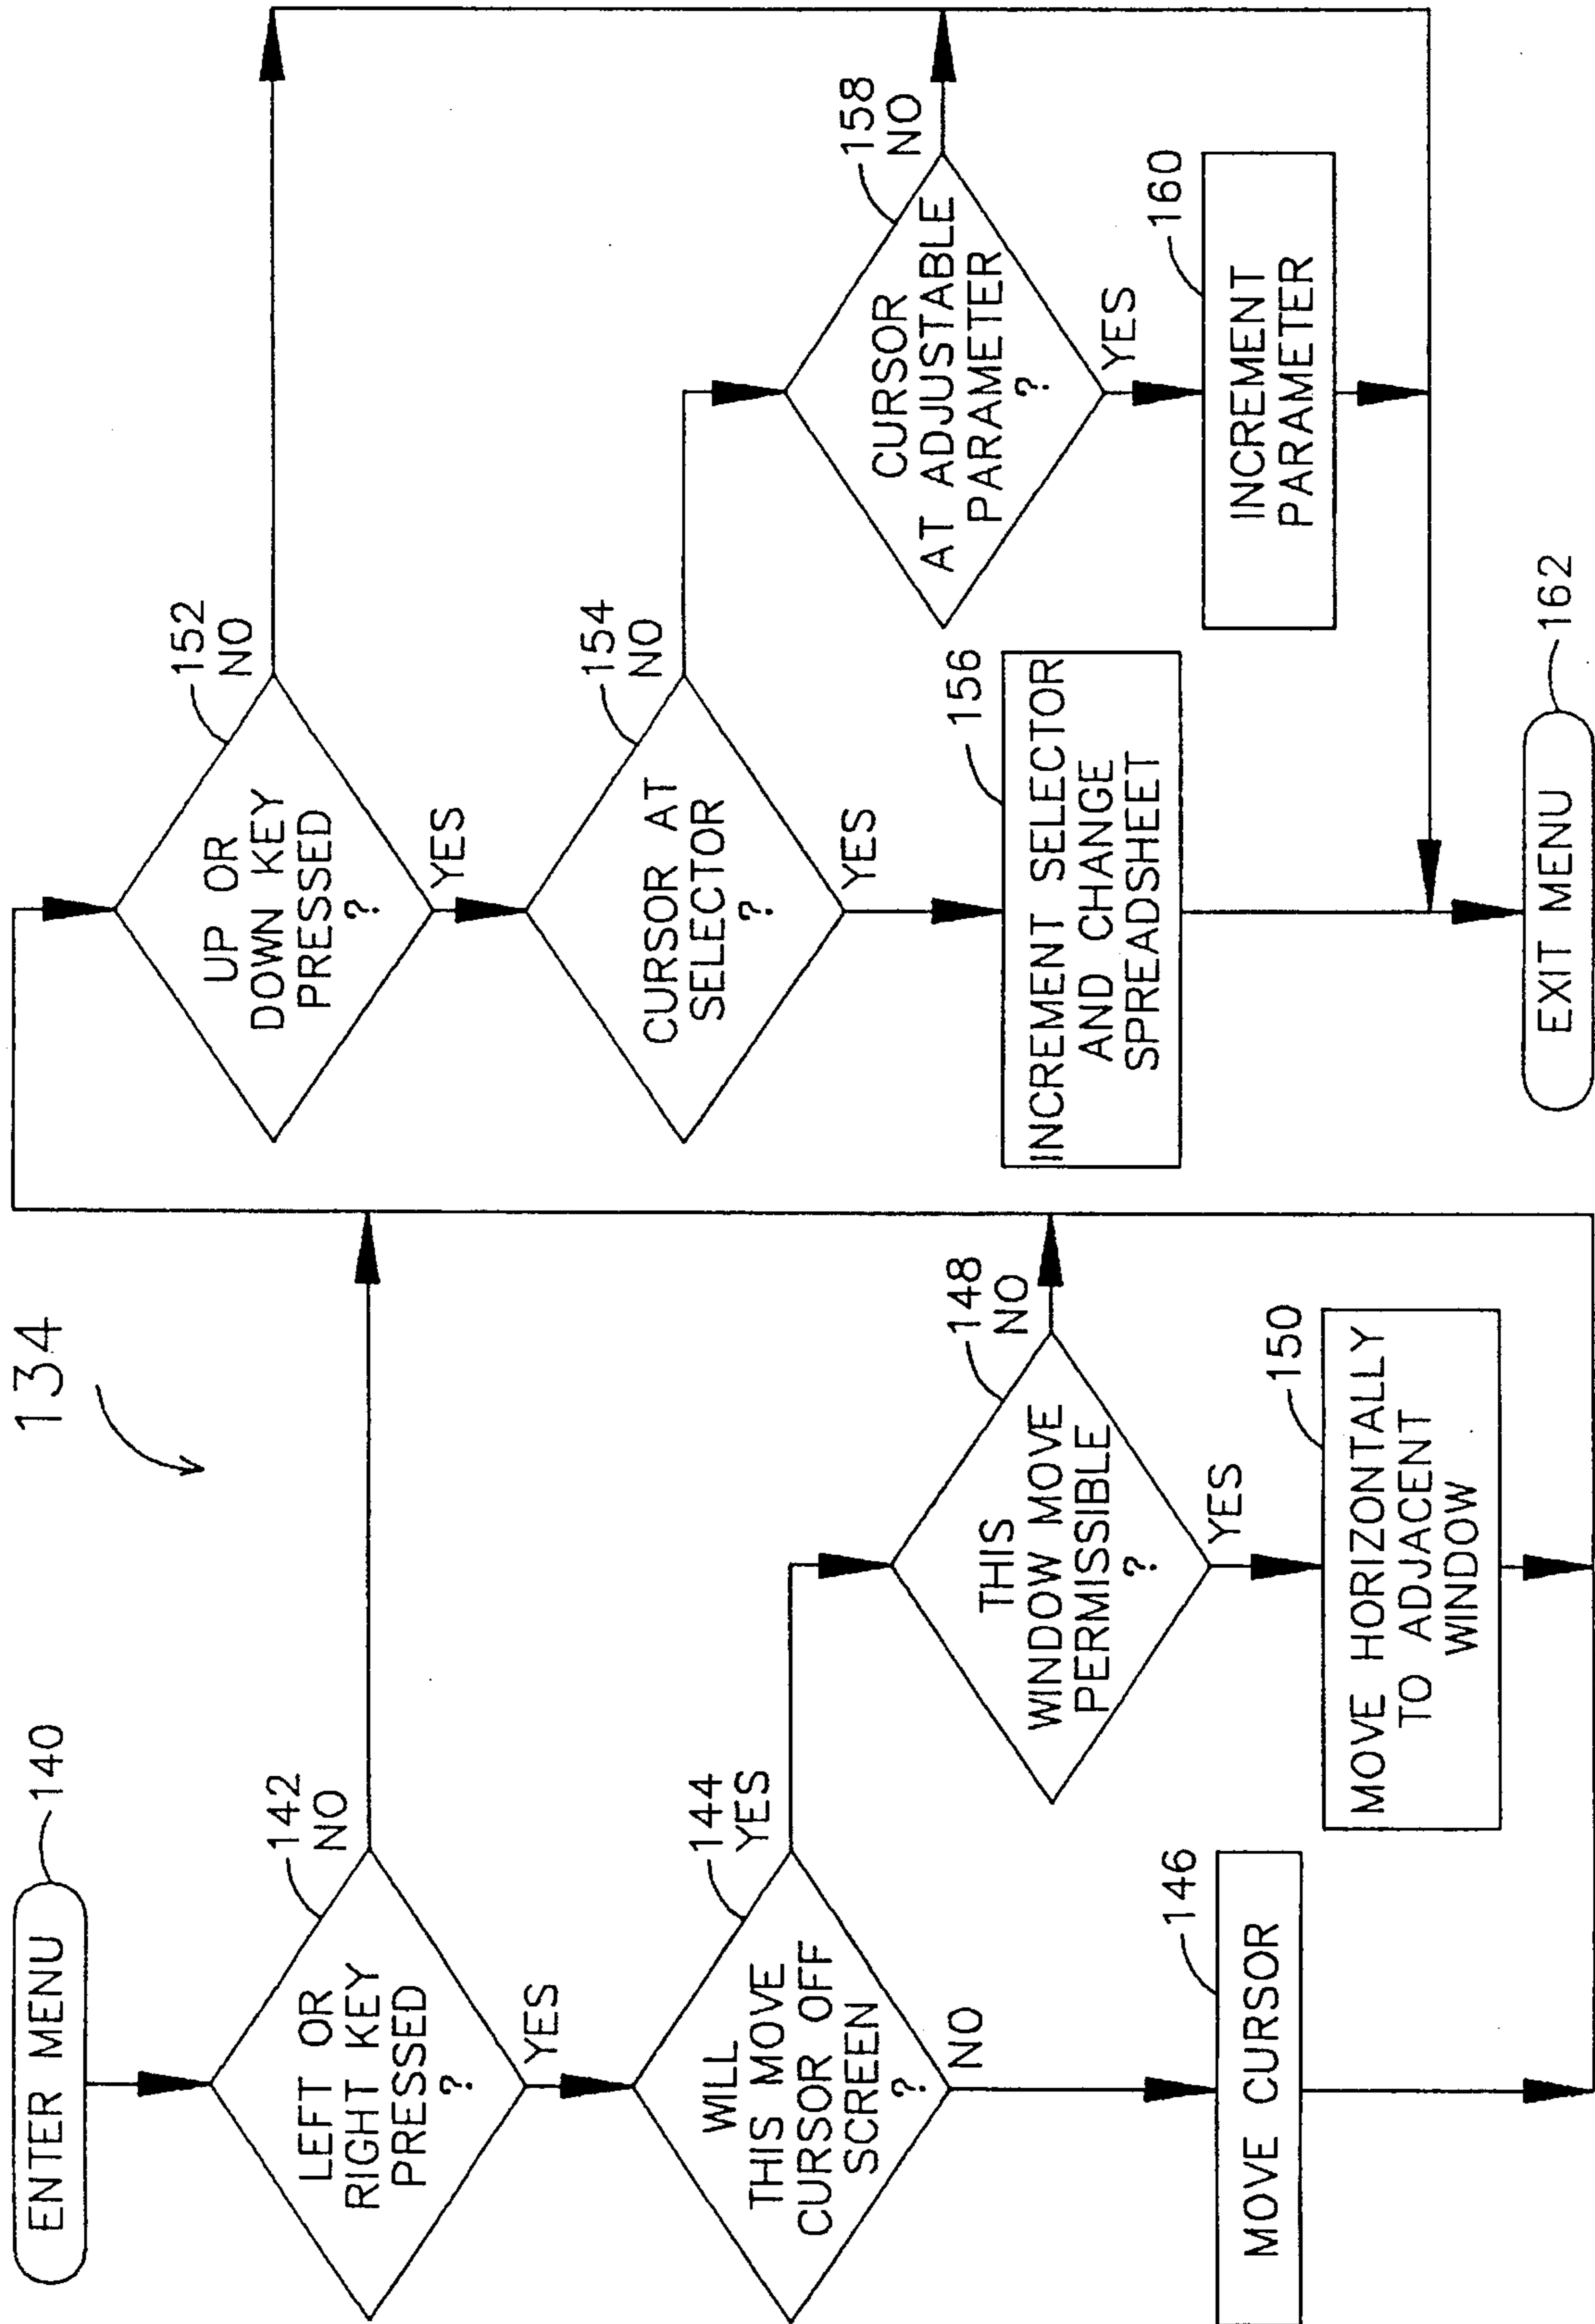 134
ENTER MENU
140
LEFT OR
RIGHT KEY
PRESSED
?
142
NO
YES
WILL
THIS MOVE
CURSOR OFF
SCREEN
?
144
YES
NO
MOVE CURSOR
146
THIS
WINDOW MOVE
PERMISSIBLE
?
148
NO
YES
MOVE HORIZONTALLY
TO ADJACENT
WINDOW
150
UP OR
DOWN KEY
PRESSED
?
152
NO
YES
CURSOR AT
SELECTOR
?
154
NO
YES
INCREMENT SELECTOR
AND CHANGE
SPREADSHEET
156
CURSOR
AT ADJUSTABLE
PARAMETER
?
158
NO
YES
INCREMENT
PARAMETER
160
EXIT MENU
162